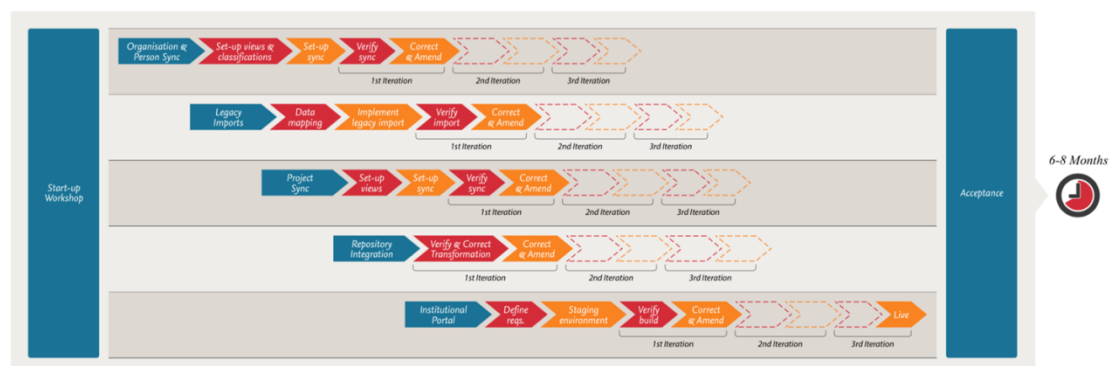 Start-up
Workshop
Organisation &
Person Sync
Set-up views &
classifications
Set-up
sync
Verify
sync
Correct
& Amend
1st Iteration
2nd Iteration
3rd Iteration
Legacy
Imports
Data
mapping
Implement
legacy import
Verify
import
Correct
& Amend
1st Iteration
2nd Iteration
3rd Iteration
Project
Sync
Set-up
views
Set-up
sync
Verify
sync
Correct
& Amend
1st Iteration
2nd Iteration
3rd Iteration
Repository
Integration
Verify & Correct
Transformation
Correct
& Amend
1st Iteration
2nd Iteration
3rd Iteration
Institutional
Portal
Define
reqs.
Staging
environment
Verify
build
Correct
& Amend
Live
1st Iteration
2nd Iteration
3rd Iteration
Acceptance
6-8 Months